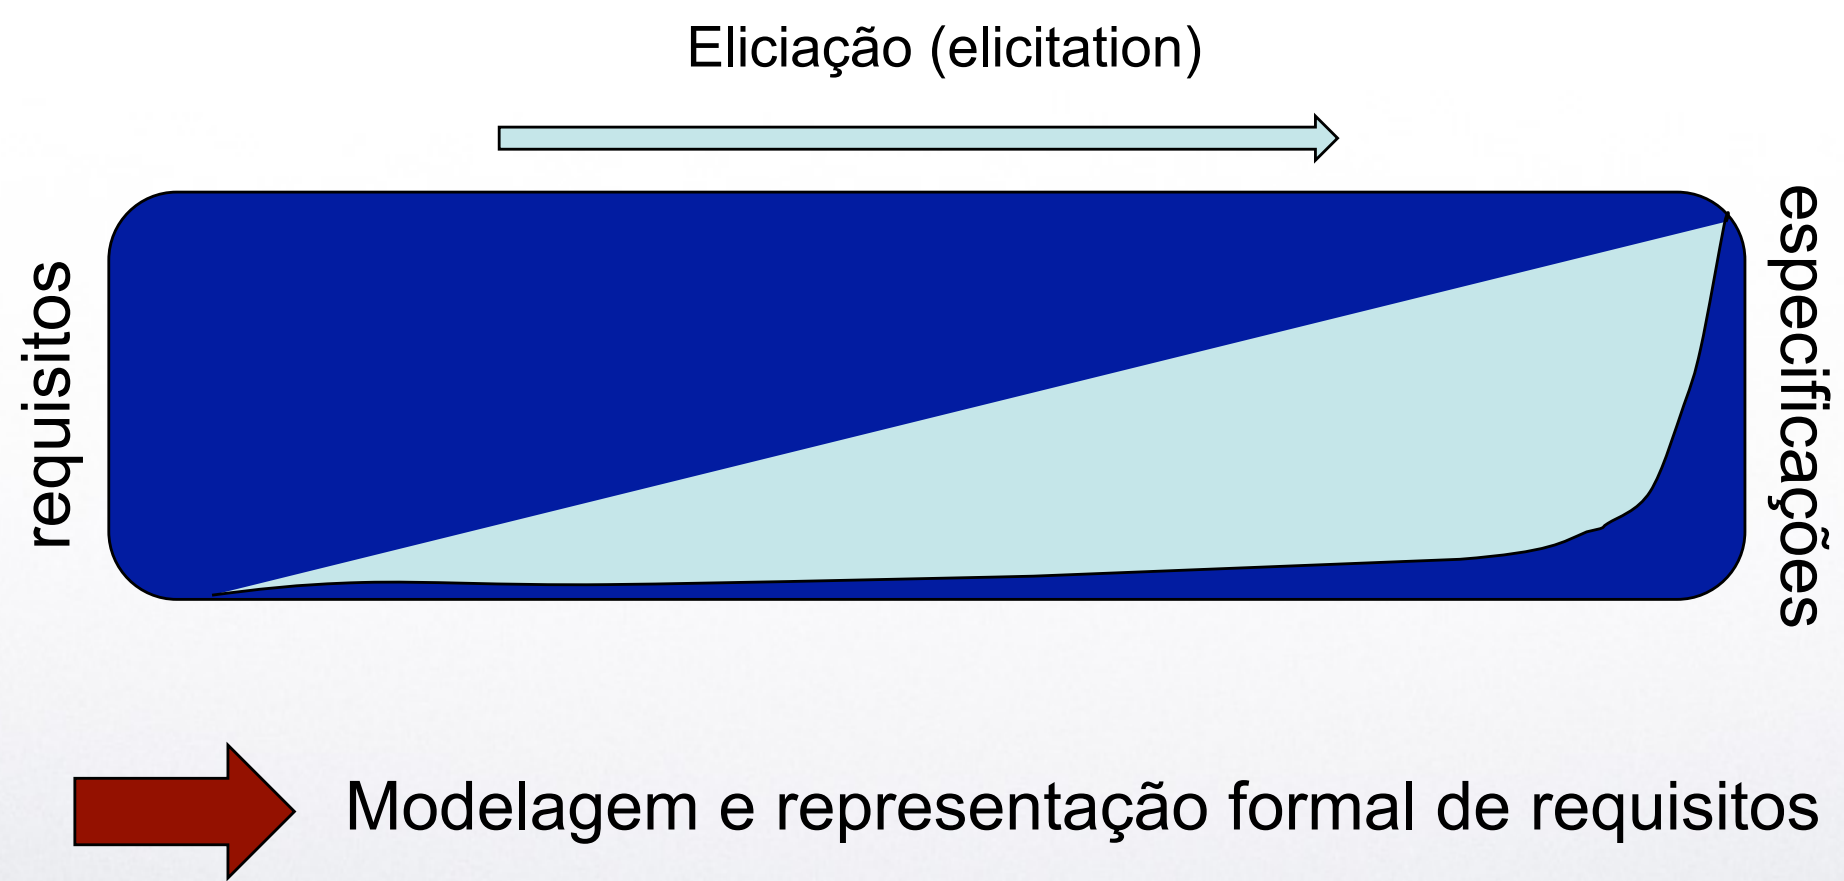 Eliciação (elicitation)
requisitos
especificações
Modelagem e representação formal de requisitos